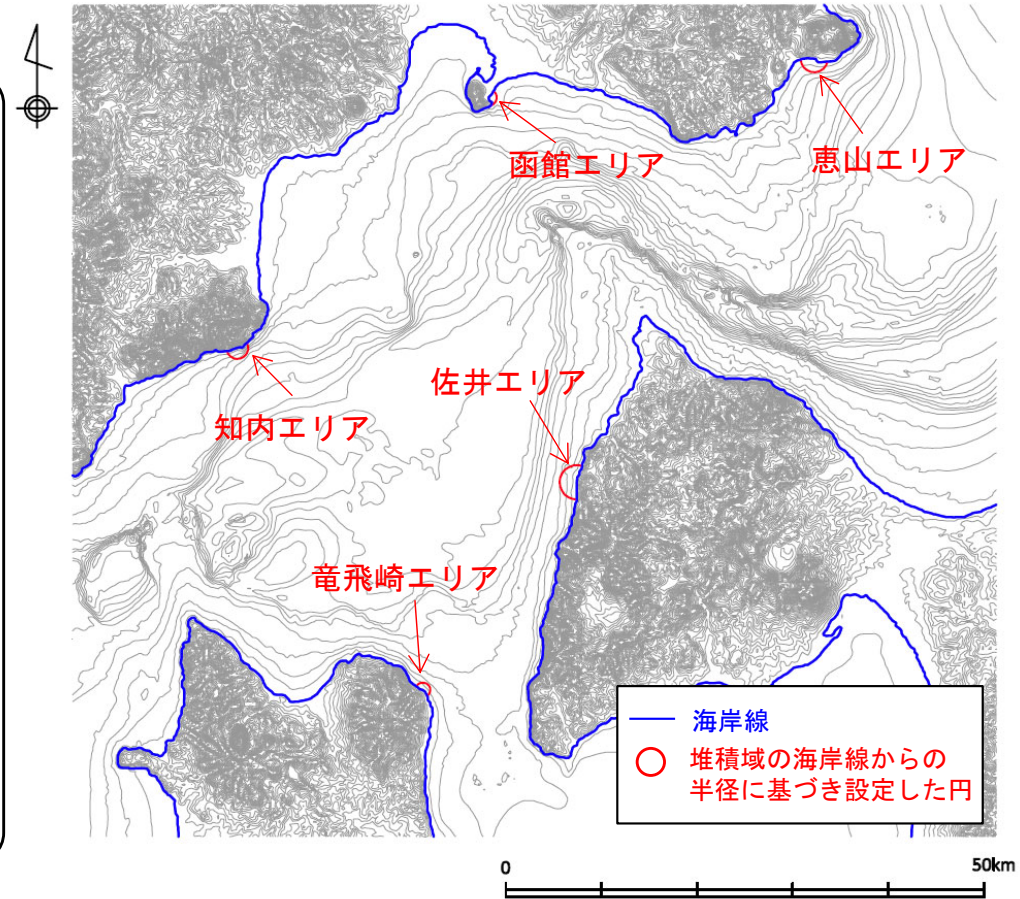 函館エリア
恵山エリア
佐井エリア
知内エリア
竜飛崎エリア
海岸線
堆積域の海岸線からの
半径に基づき設定した円
0
50km